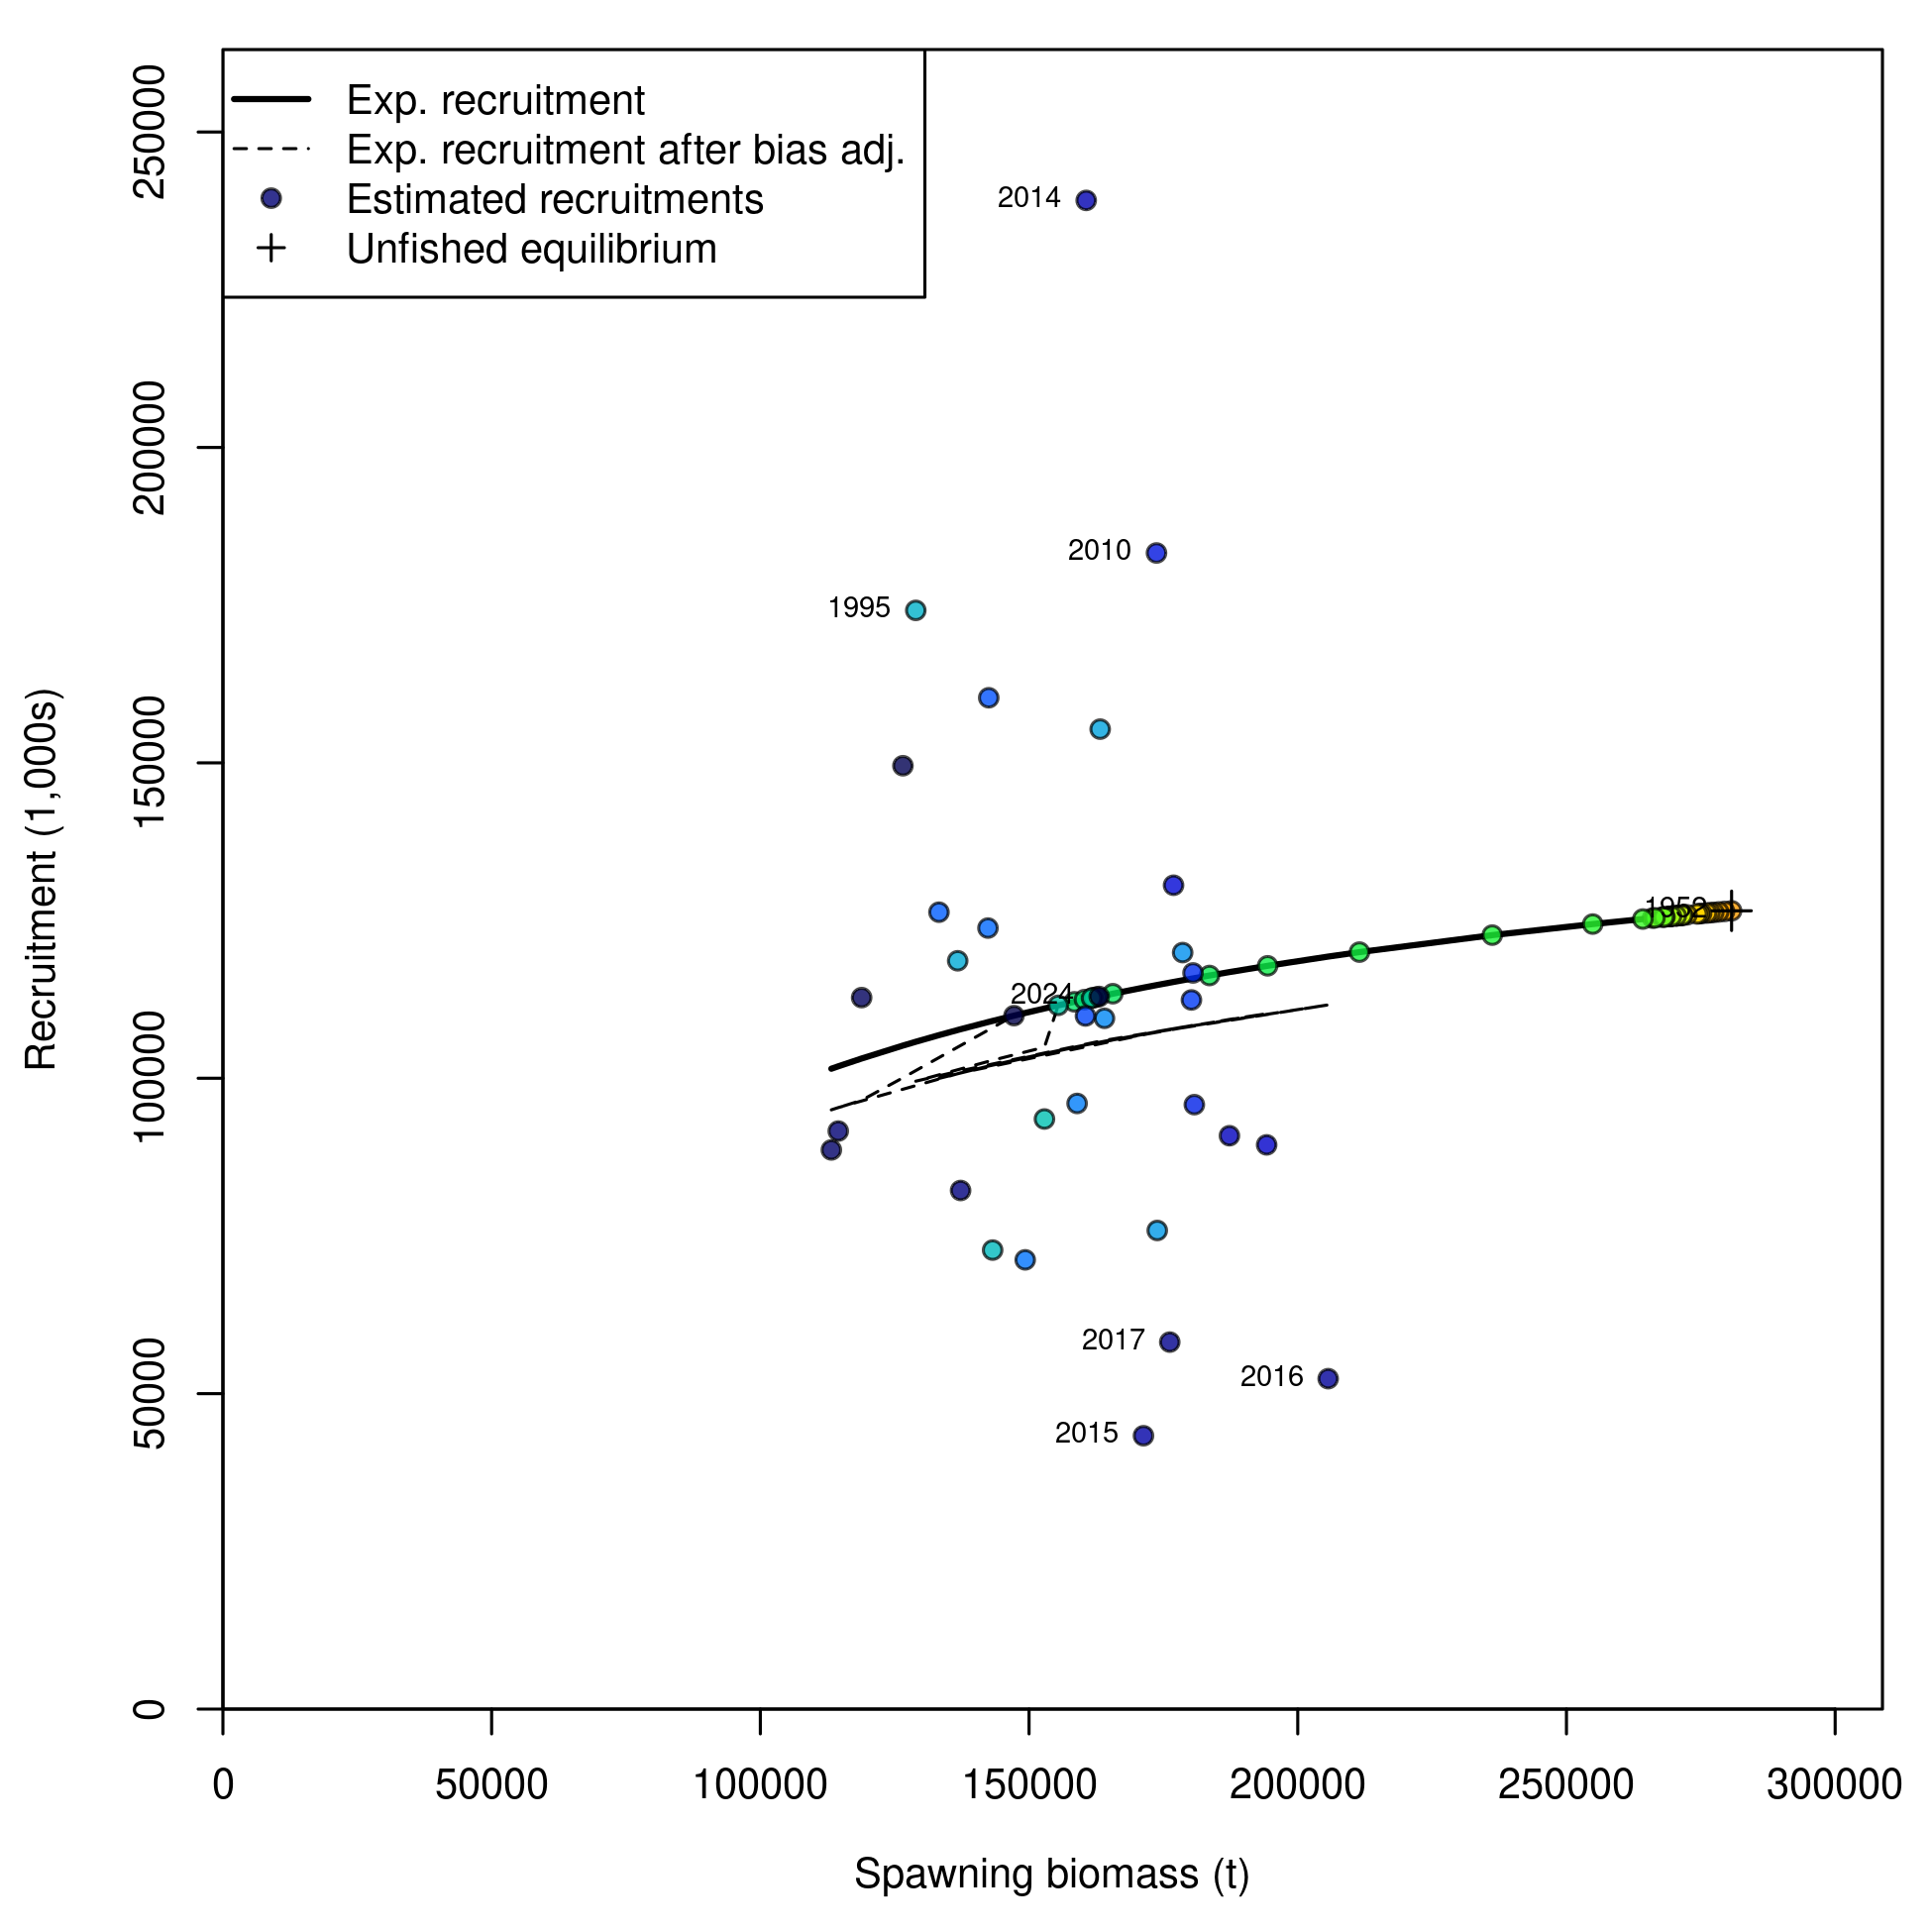 Exp. recruitment
Exp. recruitment after bias adj.
Estimated recruitments
Unfished equilibrium
2014
2010
1995
1952
2024
2017
2016
2015
Recruitment (1,000s)
250000
200000
150000
100000
50000
0
0 50000 100000 150000 200000 250000 300000
Spawning biomass (t)